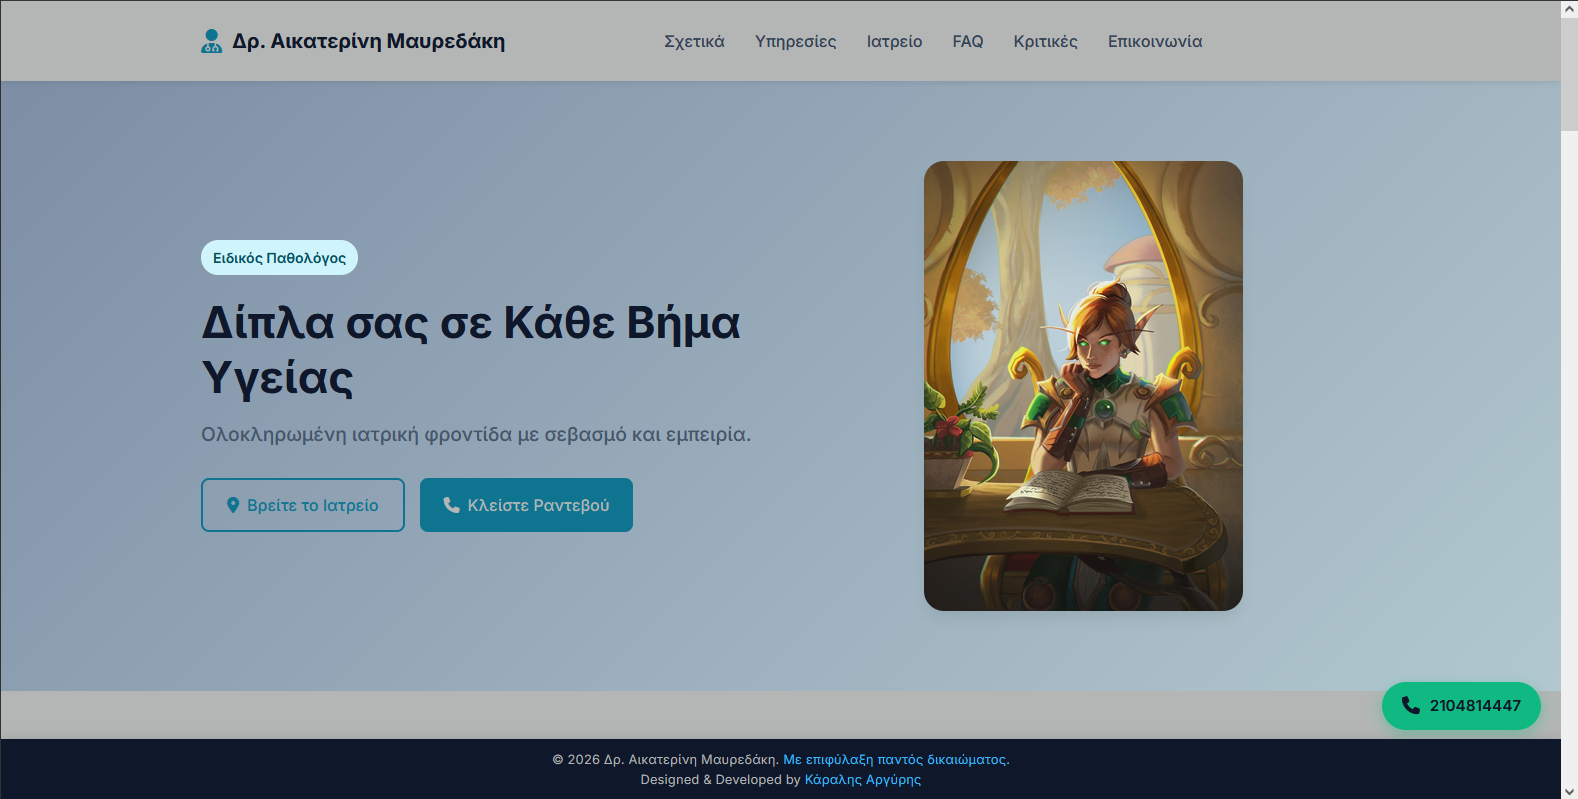 Δρ. Αικατερίνη Μαυρεδάκη
Σχετικά Υπηρεσίες Ιατρείο FAQ Κριτικές Επικοινωνία
Ειδικός Παθολόγος
Δίπλα σας σε Κάθε Βήμα
Υγείας
Ολοκληρωμένη ιατρική φροντίδα με σεβασμό και εμπειρία.
Βρείτε το Ιατρείο
Κλείστε Ραντεβού
2104814447
© 2026 Δρ. Αικατερίνη Μαυρεδάκη. Με επιφύλαξη παντός δικαιώματος.
Designed & Developed by Κάραλης Αργύρης